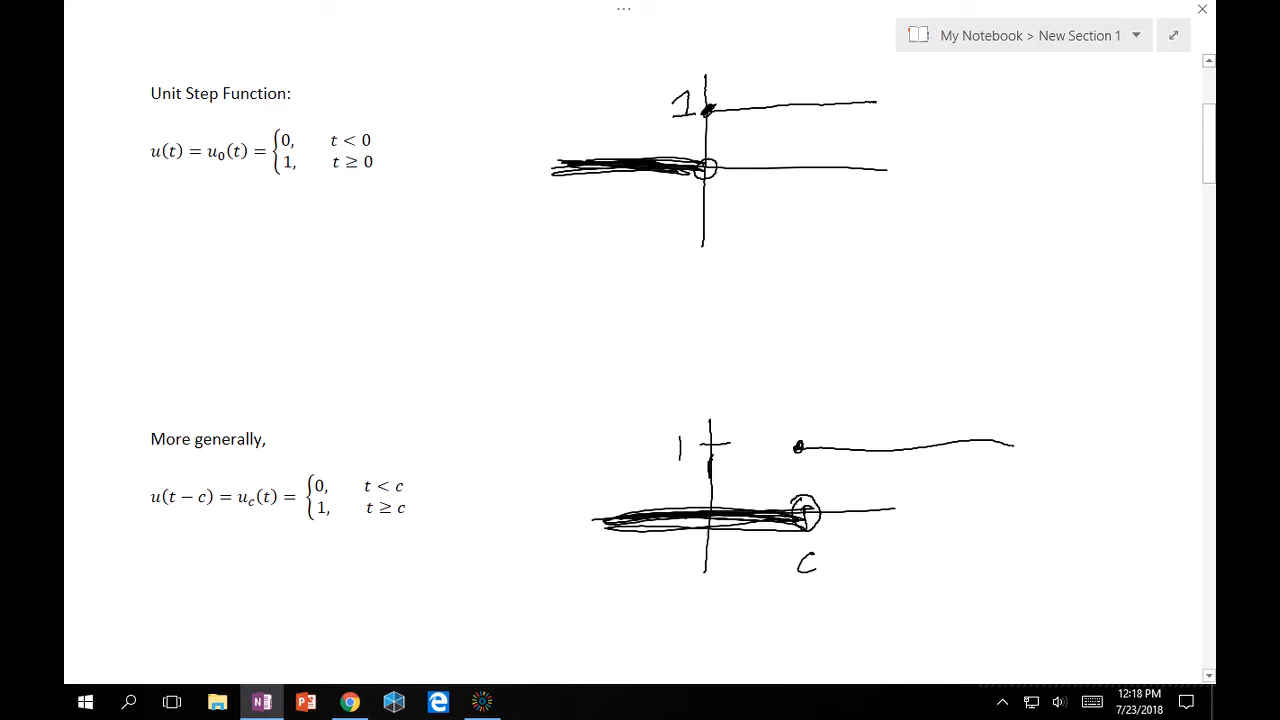 ...
My Notebook > New Section 1
Unit Step Function:
u(t) = u₀(t) = {0, t < 0
1, t ≥ 0
1
More generally,
u(t − c) = u_c(t) = {0, t < c
1, t ≥ c
1
c
12:18 PM
7/23/2018